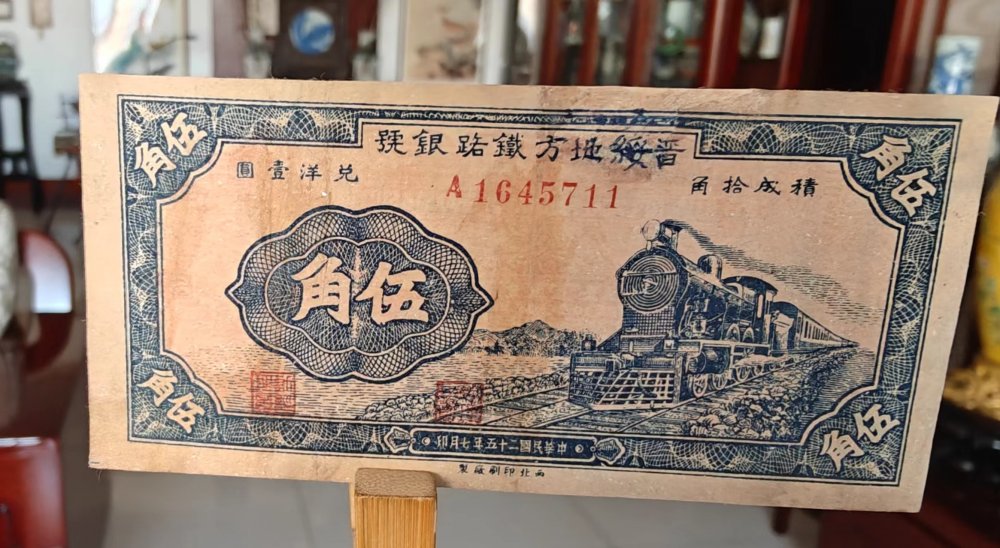 晉綏地方鐵路銀號
積成拾角
兌洋壹圓
A1645711
伍角
伍角
伍角
伍角
伍角
中華民國二十五年七月印
西北印刷廠製